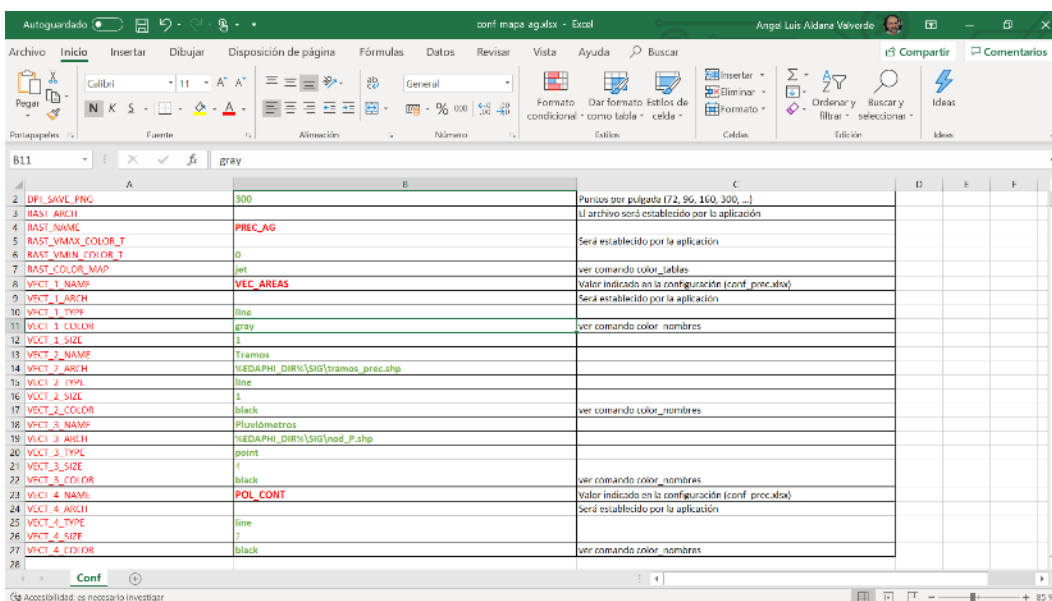 Autoguardado
conf mapa ag.xlsx - Excel
Angel Luis Aldana Valverde
Archivo Inicio Insertar Dibujar Disposición de página Fórmulas Datos Revisar Vista Ayuda Buscar Compartir Comentarios
Pegar
Calibri 11
N K S
General
% 000
Formato condicional
Dar formato como tabla
Estilos de celda
Insertar
Eliminar
Formato
Ordenar y filtrar
Buscar y seleccionar
Ideas
Portapapeles Fuente Alineación Número Estilos Celdas Edición Ideas
B11 fx gray
A B C D E F
2 DPI_SAVE_PNG 300 Puntos por pulgada (72, 96, 160, 300, ...)
3 RAST_ARCH El archivo será establecido por la aplicación
4 RAST_NAME PREC_AG
5 RAST_VMAX_COLOR_T Será establecido por la aplicación
6 RAST_VMIN_COLOR_T 0
7 RAST_COLOR_MAP jet ver comando color_tablas
8 VECT_1_NAME VEC_AREAS Valor indicado en la configuración (conf_prec.xlsx)
9 VECT_1_ARCH Será establecido por la aplicación
10 VECT_1_TYPE line
11 VECT_1_COLOR gray ver comando color_nombres
12 VECT_1_SIZE 1
13 VECT_2_NAME Tramos
14 VECT_2_ARCH %EDAPHI_DIR%\SIG\tramos_prec.shp
15 VECT_2_TYPE line
16 VECT_2_SIZE 1
17 VECT_2_COLOR black ver comando color_nombres
18 VECT_3_NAME Pluviómetros
19 VECT_3_ARCH %EDAPHI_DIR%\SIG\nod_P.shp
20 VECT_3_TYPE point
21 VECT_3_SIZE 4
22 VECT_3_COLOR black ver comando color_nombres
23 VECT_4_NAME POL_CONT Valor indicado en la configuración (conf_prec.xlsx)
24 VECT_4_ARCH Será establecido por la aplicación
25 VECT_4_TYPE line
26 VECT_4_SIZE 2
27 VECT_4_COLOR black ver comando color_nombres
28
Conf
Accesibilidad: es necesario investigar
85%